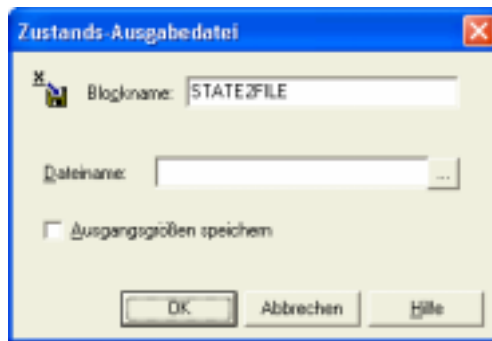 Zustands-Ausgabedatei
Blockname: STATE2FILE
Dateiname: ...
Ausgangsgrößen speichern
OK Abbrechen Hilfe